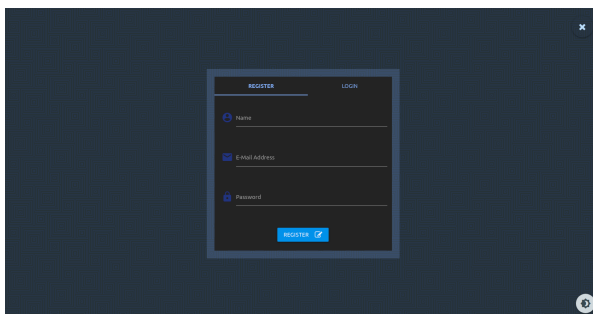 REGISTER LOGIN
Name
E-Mail Address
Password
REGISTER